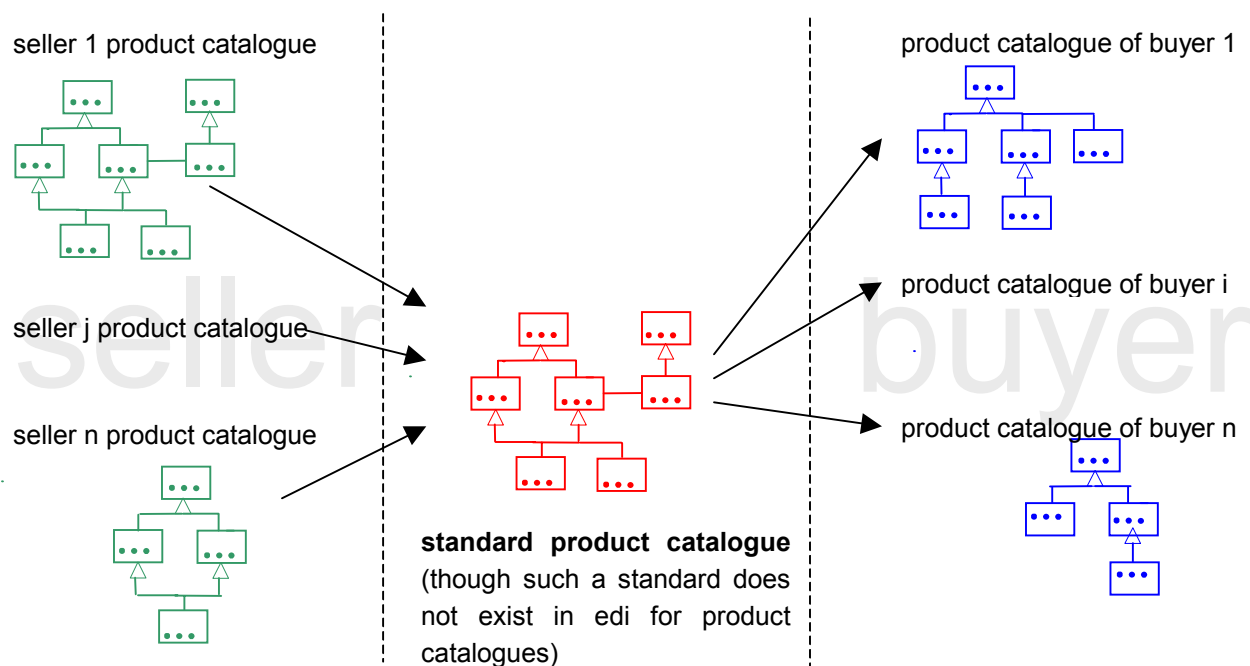 seller 1 product catalogue
product catalogue of buyer 1
seller
buyer
product catalogue of buyer i
seller j product catalogue
seller n product catalogue
product catalogue of buyer n
standard product catalogue
(though such a standard does
not exist in edi for product
catalogues)